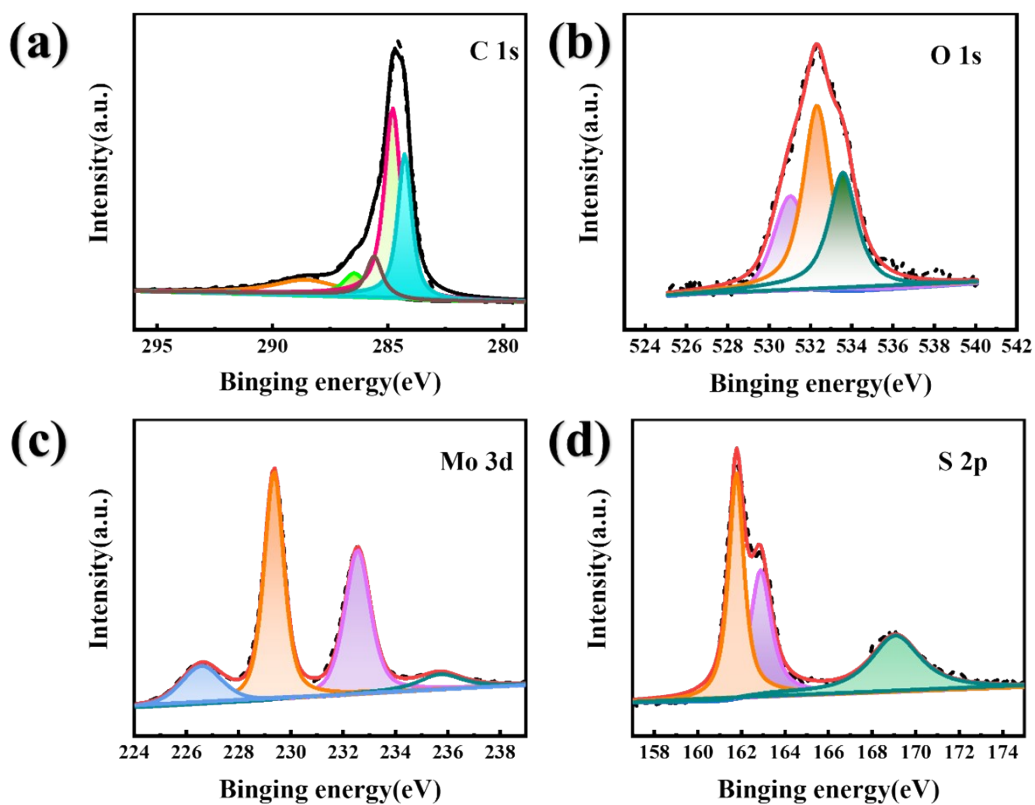 (a)
C 1s
Intensity(a.u.)
295 290 285 280
Binging energy(eV)
(b)
O 1s
Intensity(a.u.)
524 526 528 530 532 534 536 538 540 542
Binging energy(eV)
(c)
Mo 3d
Intensity(a.u.)
224 226 228 230 232 234 236 238
Binging energy(eV)
(d)
S 2p
Intensity(a.u.)
158 160 162 164 166 168 170 172 174
Binging energy(eV)